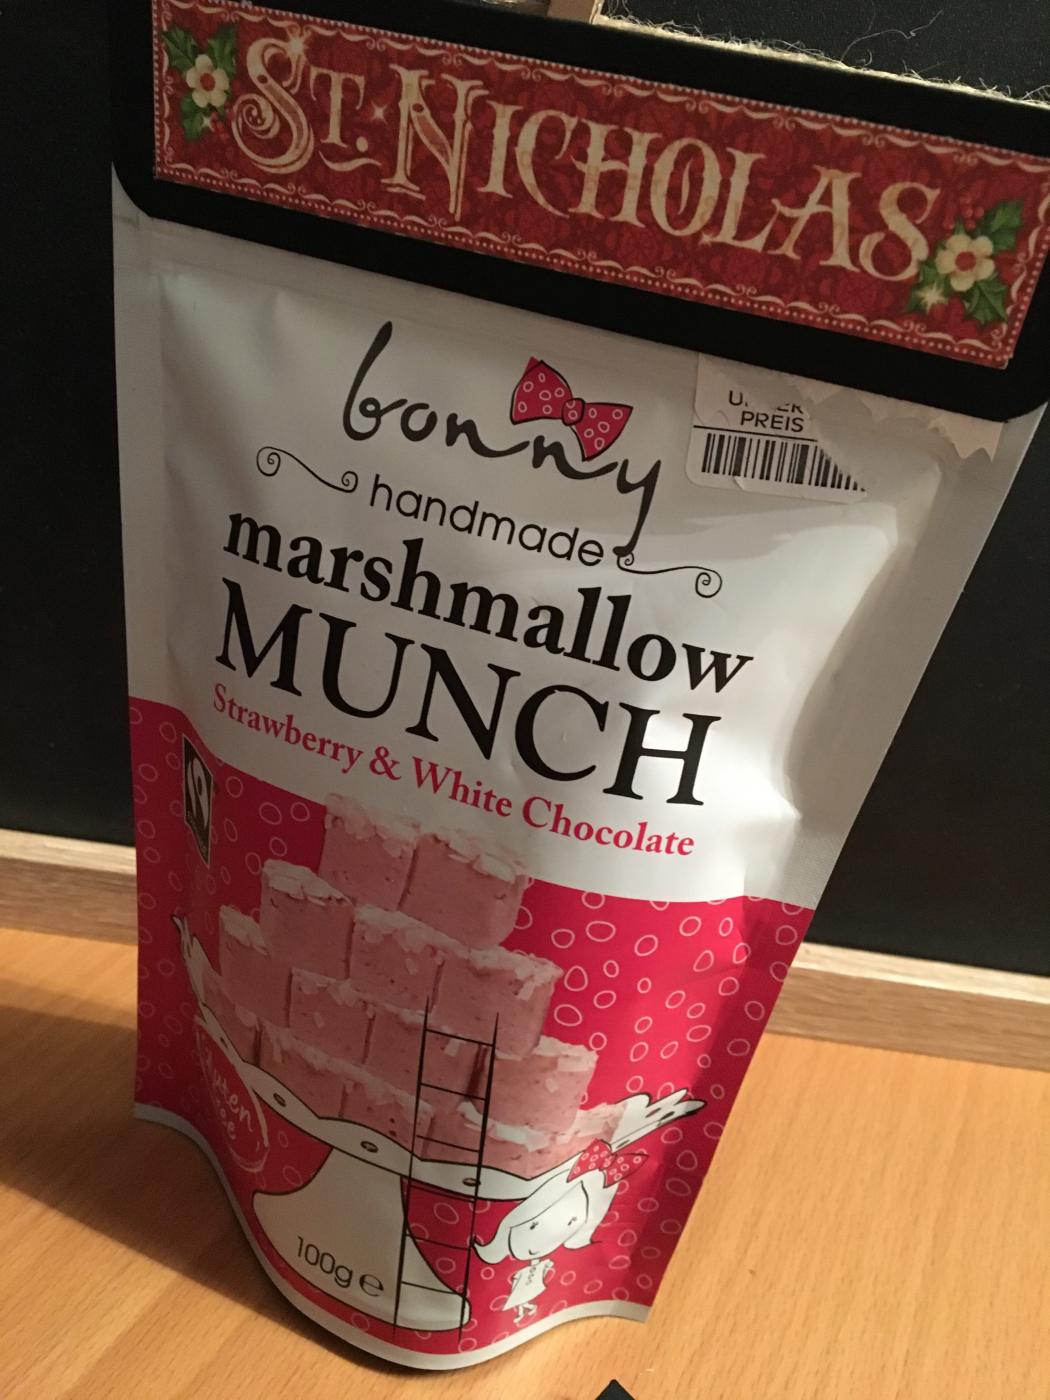 ST. NICHOLAS
bonny
PREIS
handmade
marshmallow
MUNCH
Strawberry & White Chocolate
100g ℮